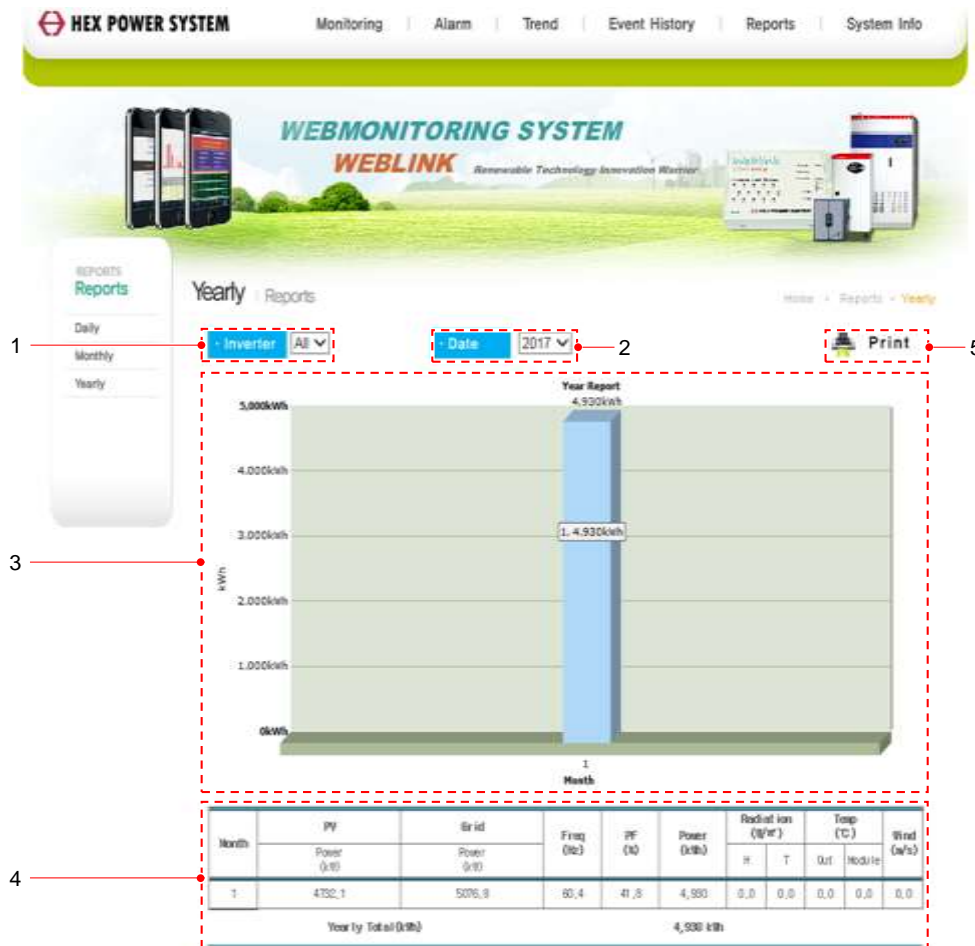 HEX POWER SYSTEM
Monitoring | Alarm | Trend | Event History | Reports | System Info
WEBMONITORING SYSTEM
WEBLINK Renewable Technology Innovation Warrior
REPORTS
Reports
Daily
Monthly
Yearly
Yearly Reports
Home Reports Yearly
1
· Inverter All
· Date 2017
2
Print
5
3
Year Report
4,930kWh
5,000kWh
4,000kWh
3,000kWh
2,000kWh
1,000kWh
0kWh
kWh
1, 4,930kWh
1
Month
4
Month PV Grid Freq (Hz) PF (%) Power (kWh) Radiation (W/㎡) Temp (℃) Wind (m/s)
Power (kW) Power (kW) H T Out Module
1 4732,1 5076,9 60,4 41,8 4,930 0,0 0,0 0,0 0,0 0,0
Yearly Total(kWh) 4,930 kWh